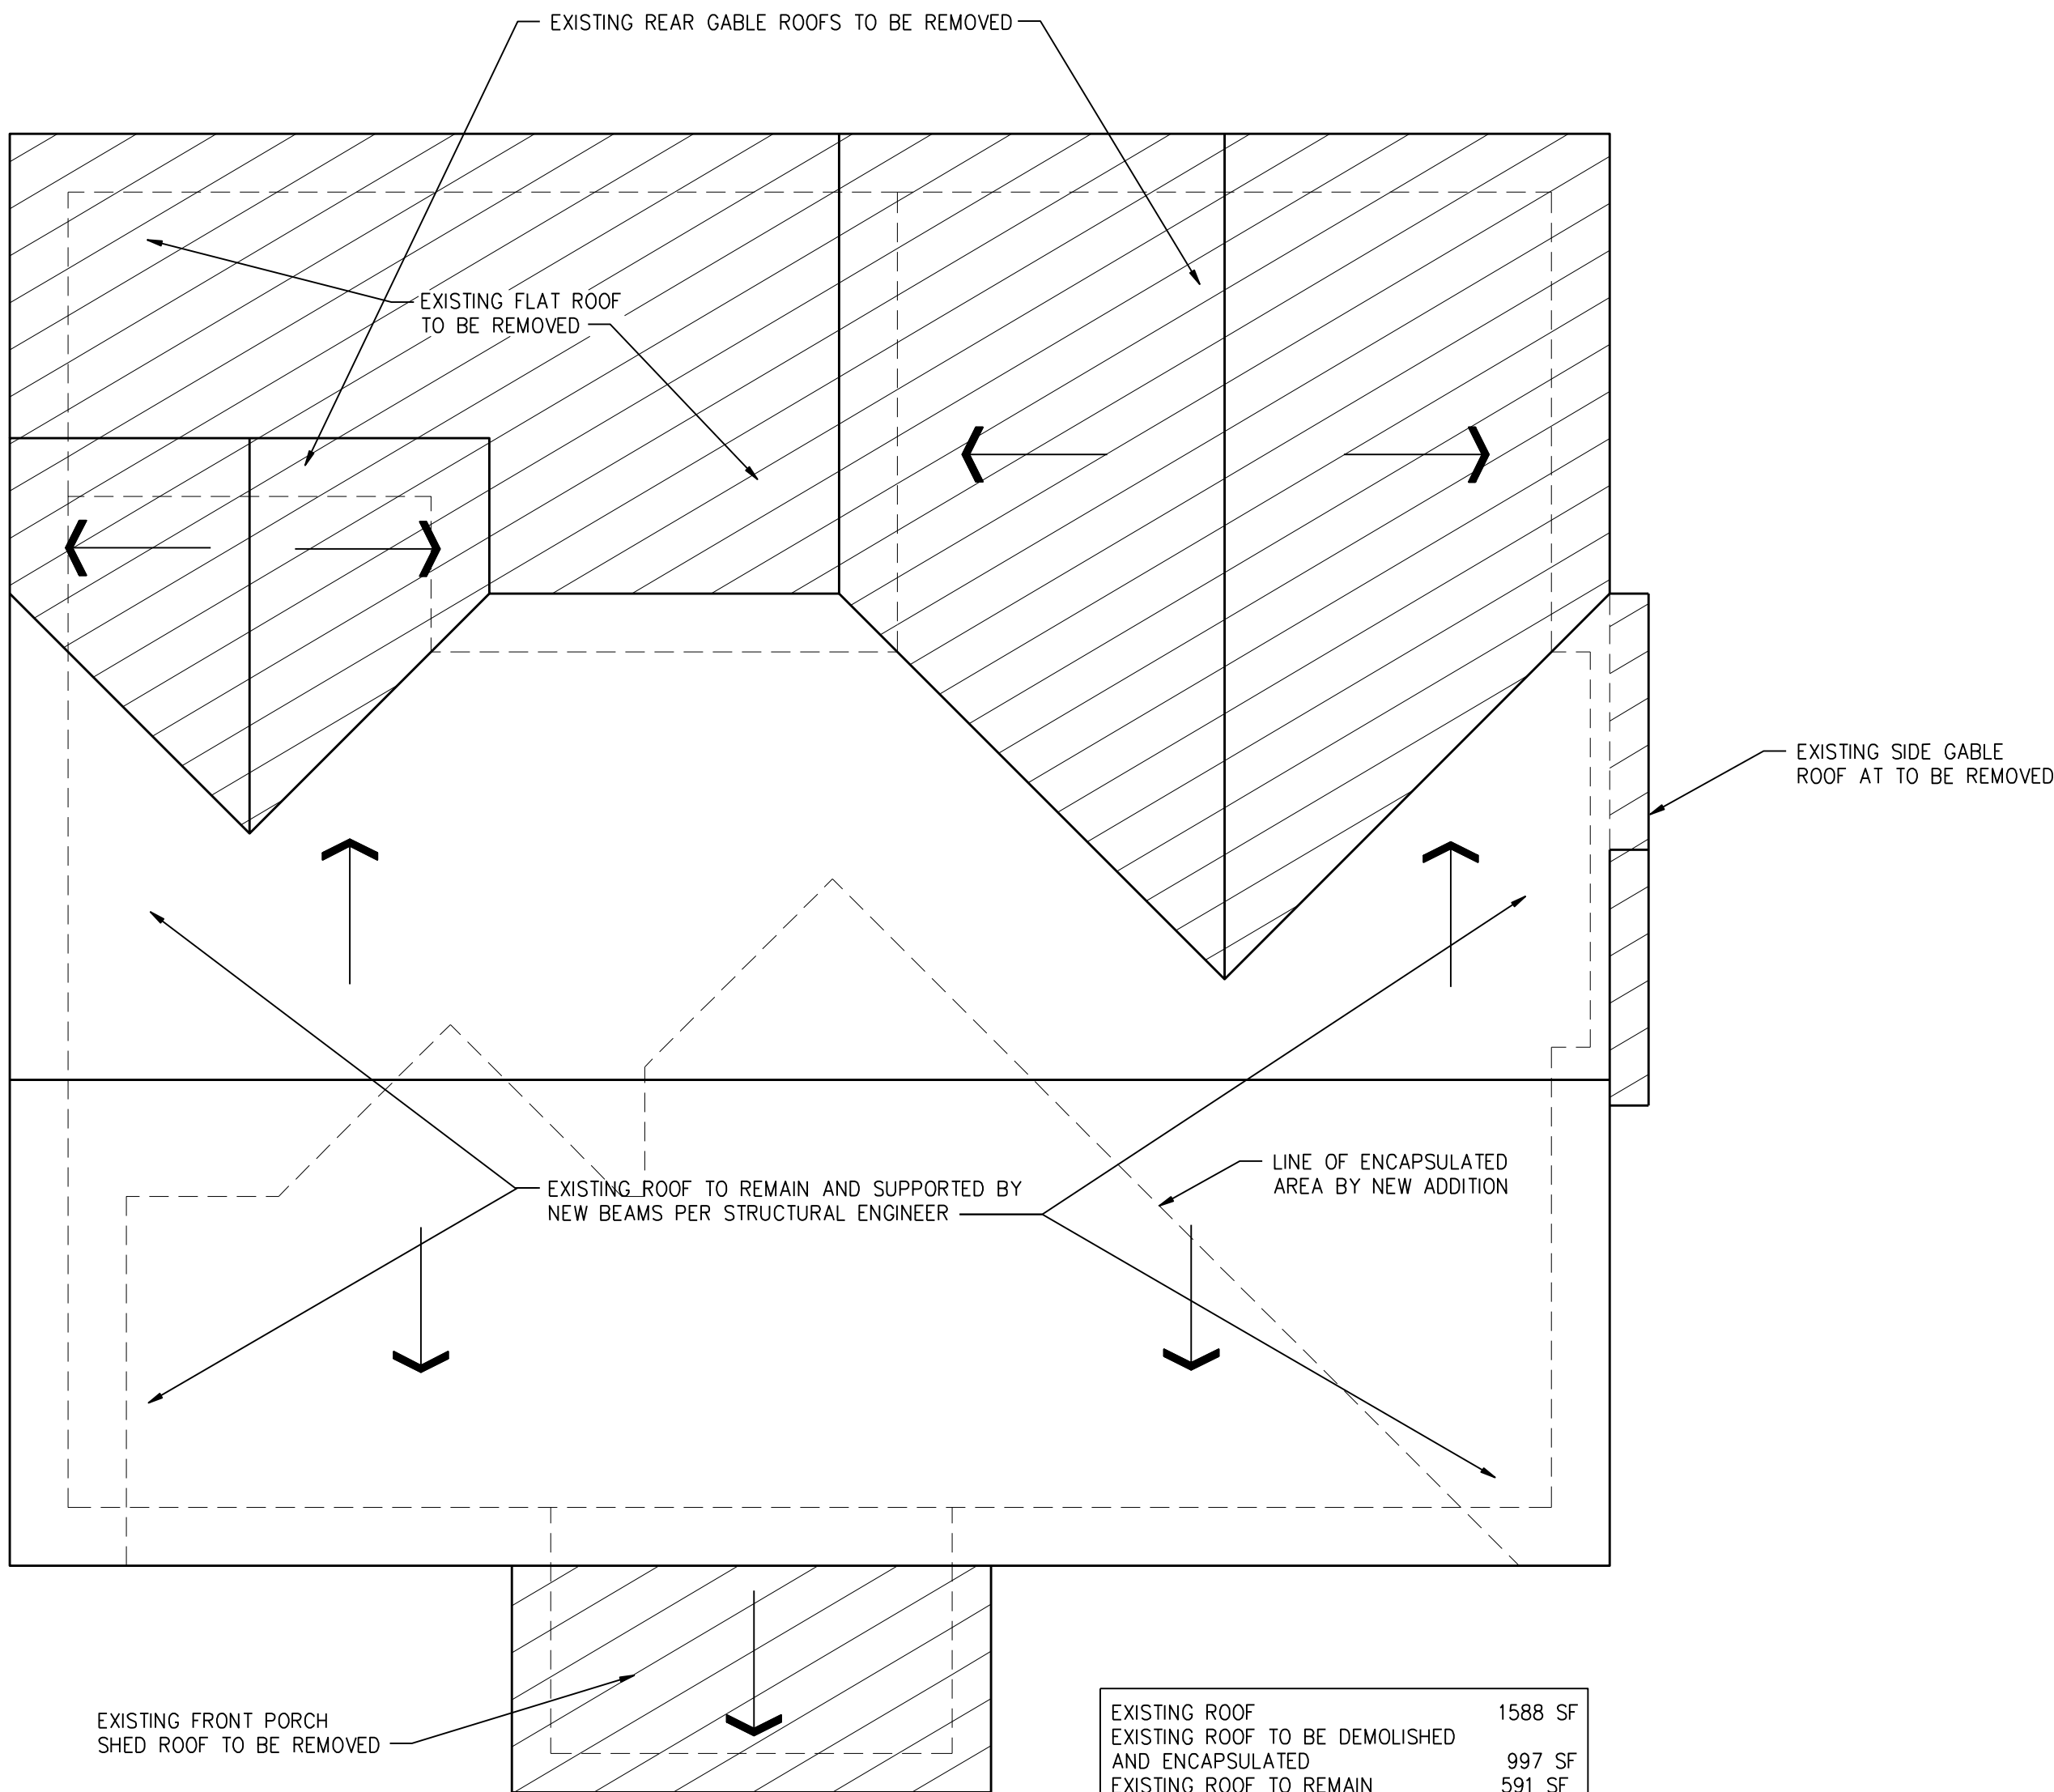 EXISTING REAR GABLE ROOFS TO BE REMOVED
EXISTING FLAT ROOF
TO BE REMOVED
EXISTING SIDE GABLE
ROOF AT TO BE REMOVED
LINE OF ENCAPSULATED
AREA BY NEW ADDITION
EXISTING ROOF TO REMAIN AND SUPPORTED BY
NEW BEAMS PER STRUCTURAL ENGINEER
EXISTING FRONT PORCH
SHED ROOF TO BE REMOVED
EXISTING ROOF 1588 SF
EXISTING ROOF TO BE DEMOLISHED
AND ENCAPSULATED 997 SF
EXISTING ROOF TO REMAIN 591 SF